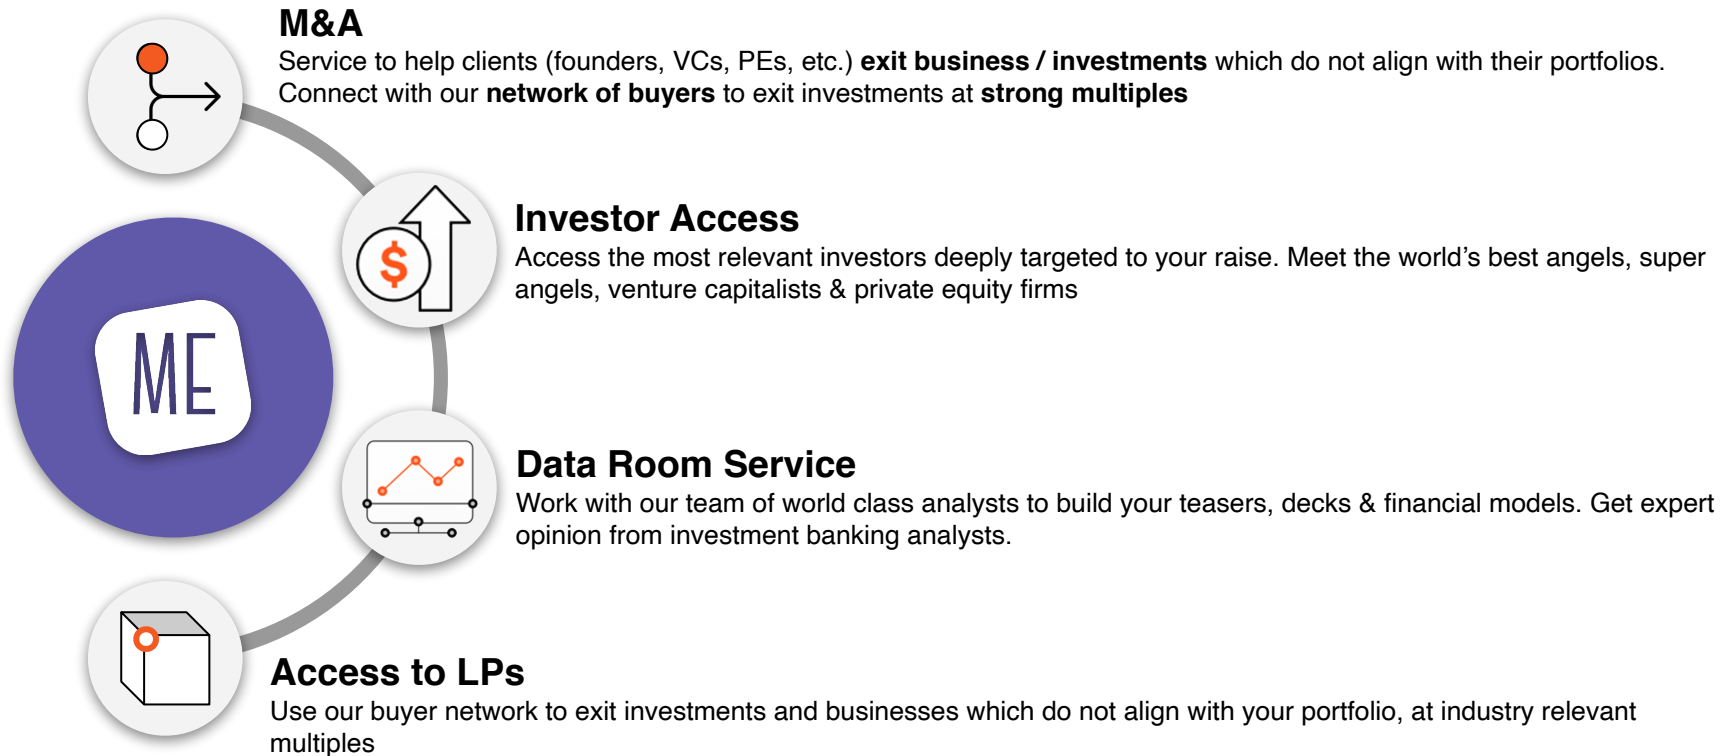 M&A
Service to help clients (founders, VCs, PEs, etc.) exit business / investments which do not align with their portfolios.
Connect with our network of buyers to exit investments at strong multiples
Investor Access
Access the most relevant investors deeply targeted to your raise. Meet the world’s best angels, super
angels, venture capitalists & private equity firms
$
ME
Data Room Service
Work with our team of world class analysts to build your teasers, decks & financial models. Get expert
opinion from investment banking analysts.
Access to LPs
Use our buyer network to exit investments and businesses which do not align with your portfolio, at industry relevant
multiples